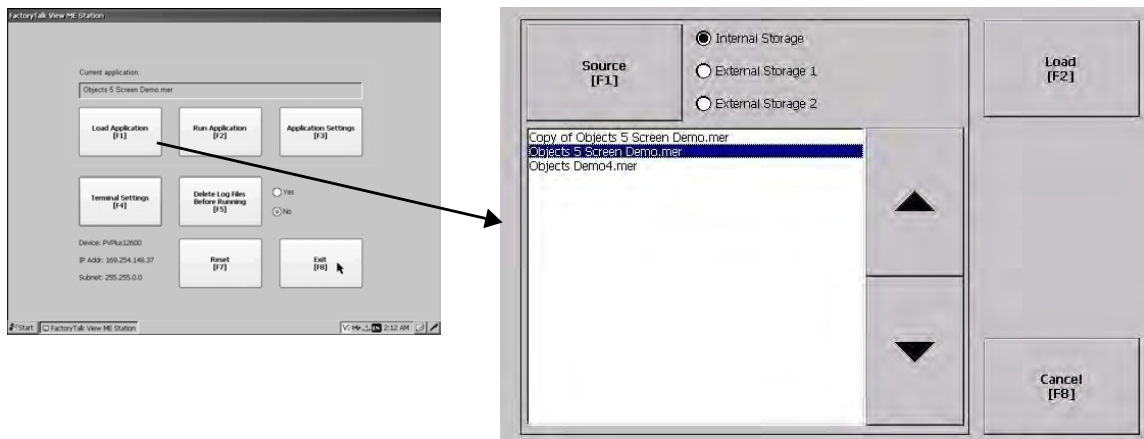 FactoryTalk View ME Station
Current application:
Objects 5 Screen Demo.mer
Load Application
[F1]
Run Application
[F2]
Application Settings
[F3]
Terminal Settings
[F4]
Delete Log Files
Before Running
[F5]
Yes
No
Device: PVPlus12600
IP Addr: 169.254.148.37
Subnet: 255.255.0.0
Reset
[F7]
Exit
[F8]
Start
FactoryTalk View ME Station
EN 2:12 AM
Source
[F1]
Internal Storage
External Storage 1
External Storage 2
Load
[F2]
Copy of Objects 5 Screen Demo.mer
Objects 5 Screen Demo.mer
Objects Demo4.mer
Cancel
[F8]